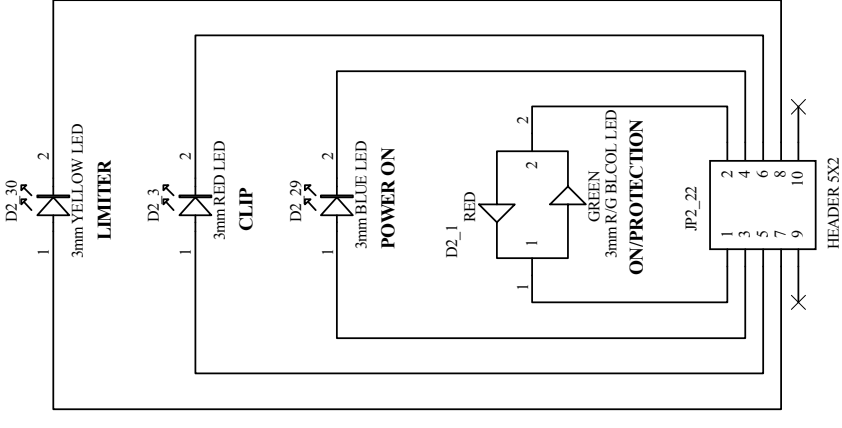 D2_30
1 2
3mm YELLOW LED
LIMITER
D2_3
1 2
3mm RED LED
CLIP
D2_29
1 2
3mm BLUE LED
POWER ON
D2_1
RED
1 1 2 2
GREEN
3mm R/G BI.COL LED
ON/PROTECTION
JP2_22
1 2
3 4
5 6
7 8
9 10
HEADER 5X2